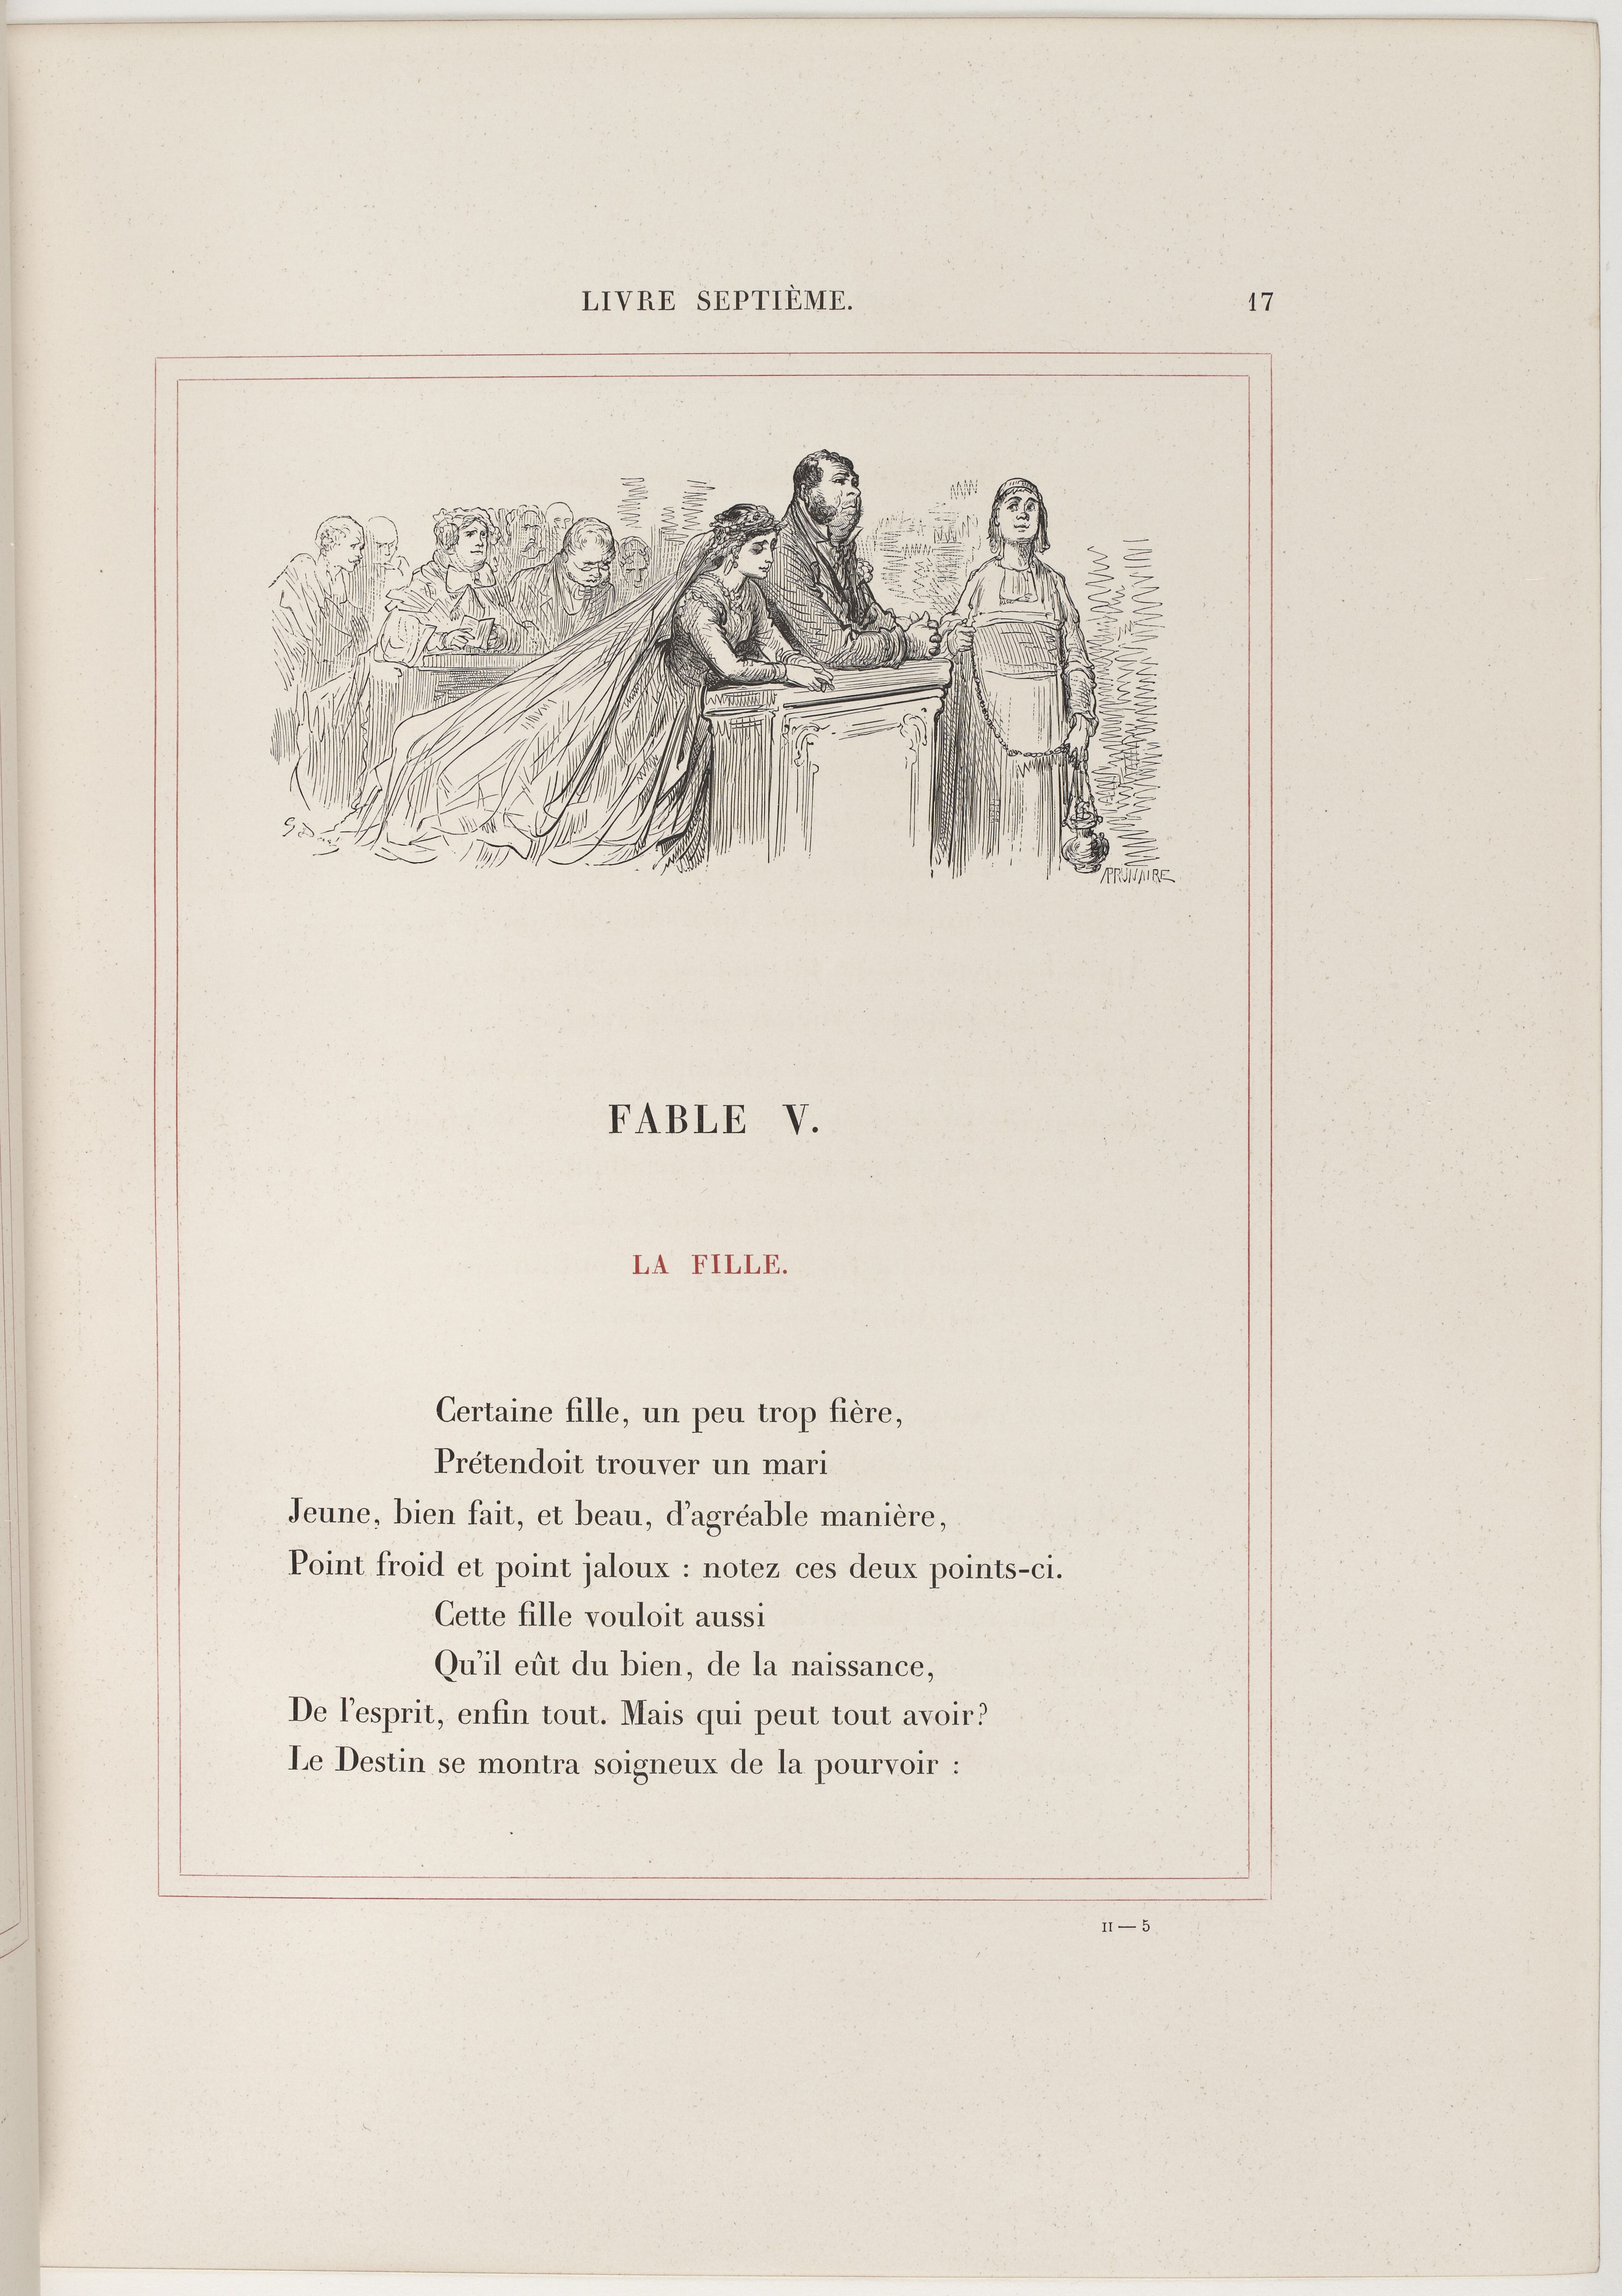 LIVRE SEPTIÈME. 17
G D
PRUNAIRE
FABLE V.
LA FILLE.
Certaine fille, un peu trop fière,
Prétendoit trouver un mari
Jeune, bien fait, et beau, d'agréable manière,
Point froid et point jaloux : notez ces deux points-ci.
Cette fille vouloit aussi
Qu'il eût du bien, de la naissance,
De l'esprit, enfin tout. Mais qui peut tout avoir?
Le Destin se montra soigneux de la pourvoir :
II — 5